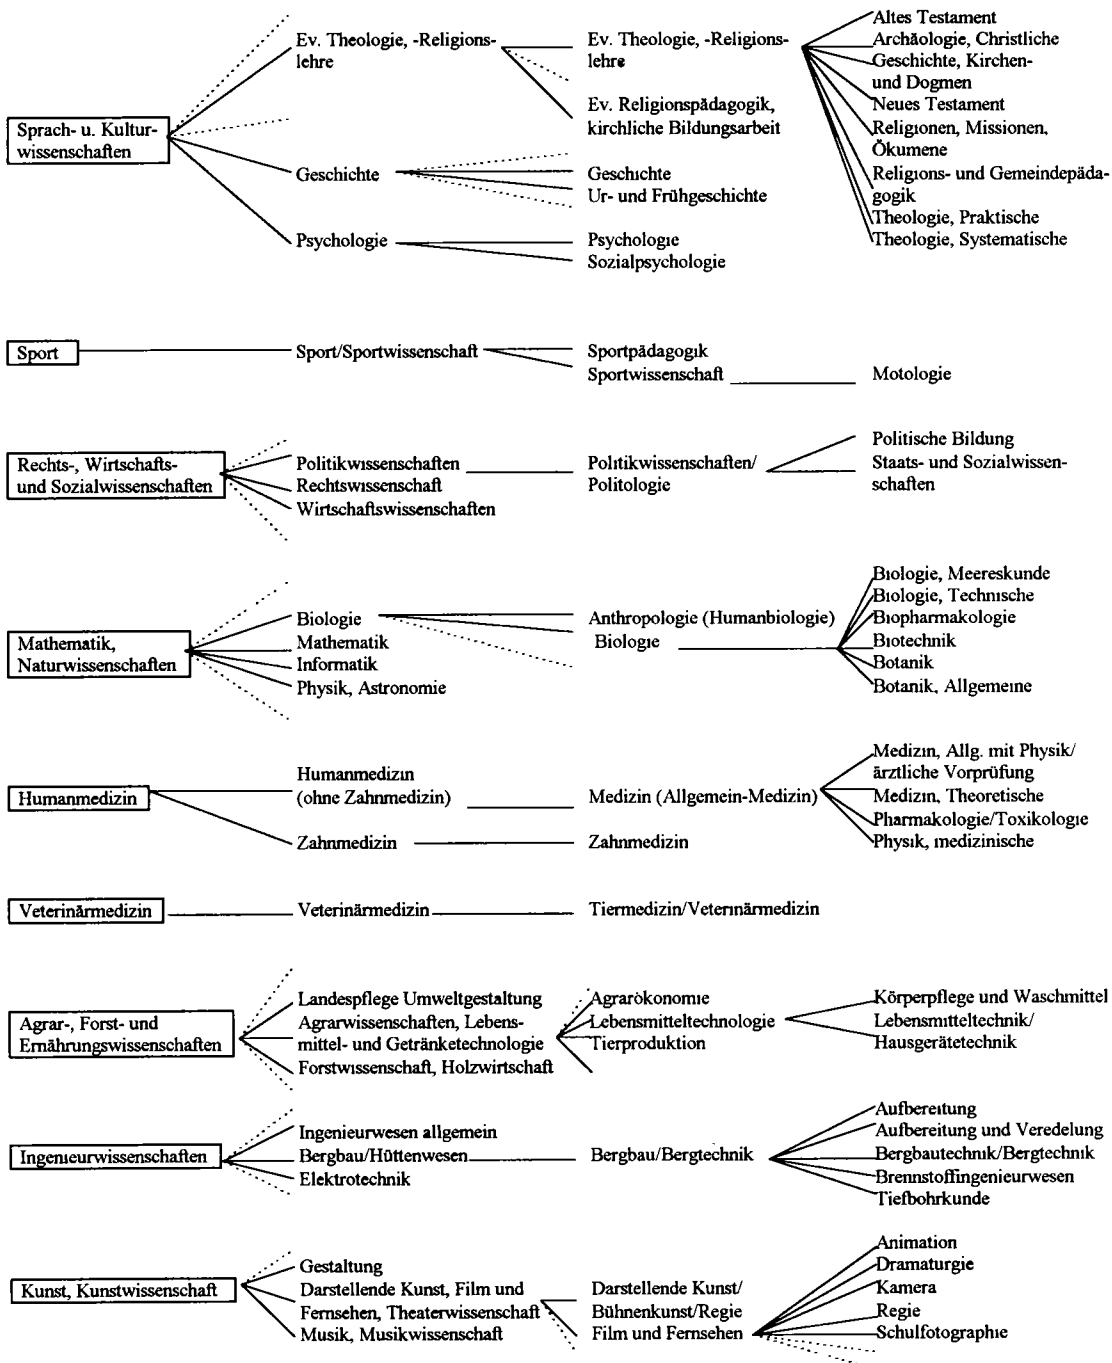 Sprach- u. Kultur-
wissenschaften
Ev. Theologie, -Religions-
lehre
Ev. Theologie, -Religions-
lehre
Ev. Religionspädagogik,
kirchliche Bildungsarbeit
Altes Testament
Archäologie, Christliche
Geschichte, Kirchen-
und Dogmen
Neues Testament
Religionen, Missionen,
Ökumene
Religions- und Gemeindepäda-
gogik
Theologie, Praktische
Theologie, Systematische
Geschichte
Geschichte
Ur- und Frühgeschichte
Psychologie
Psychologie
Sozialpsychologie
Sport
Sport/Sportwissenschaft
Sportpädagogik
Sportwissenschaft
Motologie
Rechts-, Wirtschafts-
und Sozialwissenschaften
Politikwissenschaften
Rechtswissenschaft
Wirtschaftswissenschaften
Politikwissenschaften/
Politologie
Politische Bildung
Staats- und Sozialwissen-
schaften
Mathematik,
Naturwissenschaften
Biologie
Mathematik
Informatik
Physik, Astronomie
Anthropologie (Humanbiologie)
Biologie
Biologie, Meereskunde
Biologie, Technische
Biopharmakologie
Biotechnik
Botanik
Botanik, Allgemeine
Humanmedizin
Humanmedizin
(ohne Zahnmedizin)
Zahnmedizin
Medizin (Allgemein-Medizin)
Zahnmedizin
Medizin, Allg. mit Physik/
ärztliche Vorprüfung
Medizin, Theoretische
Pharmakologie/Toxikologie
Physik, medizinische
Veterinärmedizin
Veterinärmedizin
Tiermedizin/Veterinärmedizin
Agrar-, Forst- und
Ernährungswissenschaften
Landespflege Umweltgestaltung
Agrarwissenschaften, Lebens-
mittel- und Getränketechnologie
Forstwissenschaft, Holzwirtschaft
Agrarökonomie
Lebensmitteltechnologie
Tierproduktion
Körperpflege und Waschmittel
Lebensmitteltechnik/
Hausgerätetechnik
Ingenieurwissenschaften
Ingenieurwesen allgemein
Bergbau/Hüttenwesen
Elektrotechnik
Bergbau/Bergtechnik
Aufbereitung
Aufbereitung und Veredelung
Bergbautechnik/Bergtechnik
Brennstoffingenieurwesen
Tiefbohrkunde
Kunst, Kunstwissenschaft
Gestaltung
Darstellende Kunst, Film und
Fernsehen, Theaterwissenschaft
Musik, Musikwissenschaft
Darstellende Kunst/
Bühnenkunst/Regie
Film und Fernsehen
Animation
Dramaturgie
Kamera
Regie
Schulfotographie